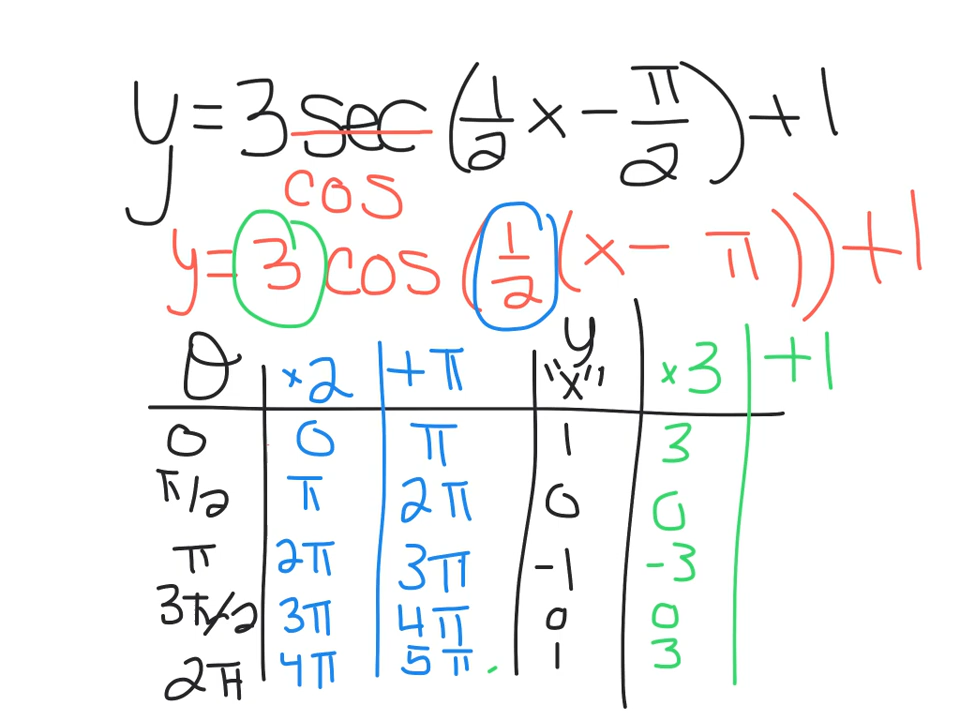 y = 3 sec (1/2 x - π/2) + 1
cos
y = 3 cos (1/2 (x - π)) + 1
θ ×2 +π y "x" ×3 +1
0 0 π 1 3
π/2 π 2π 0 0
π 2π 3π -1 -3
3π/2 3π 4π 0 0
2π 4π 5π 1 3